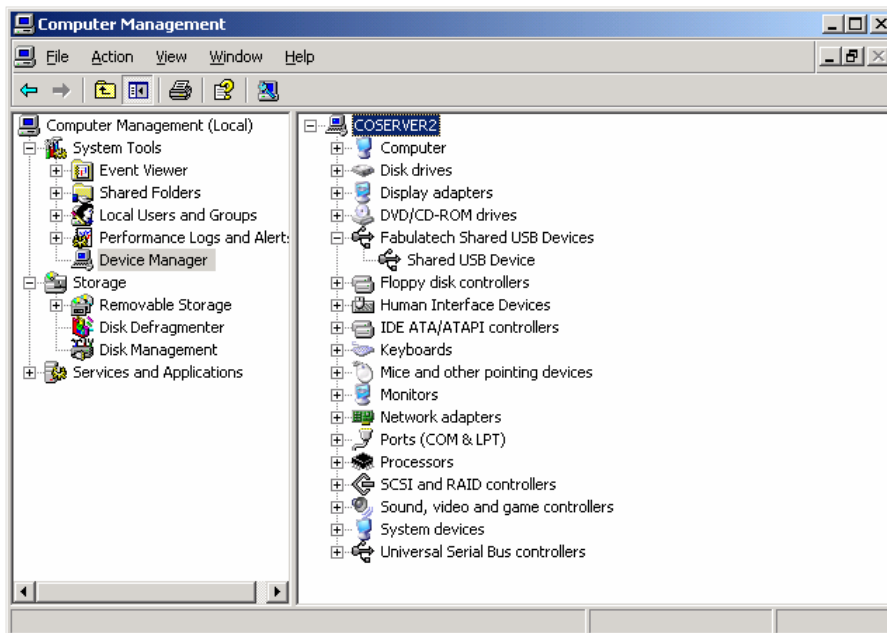 Computer Management
File Action View Window Help
Computer Management (Local)
System Tools
Event Viewer
Shared Folders
Local Users and Groups
Performance Logs and Alert:
Device Manager
Storage
Removable Storage
Disk Defragmenter
Disk Management
Services and Applications
COSERVER2
Computer
Disk drives
Display adapters
DVD/CD-ROM drives
Fabulatech Shared USB Devices
Shared USB Device
Floppy disk controllers
Human Interface Devices
IDE ATA/ATAPI controllers
Keyboards
Mice and other pointing devices
Monitors
Network adapters
Ports (COM & LPT)
Processors
SCSI and RAID controllers
Sound, video and game controllers
System devices
Universal Serial Bus controllers